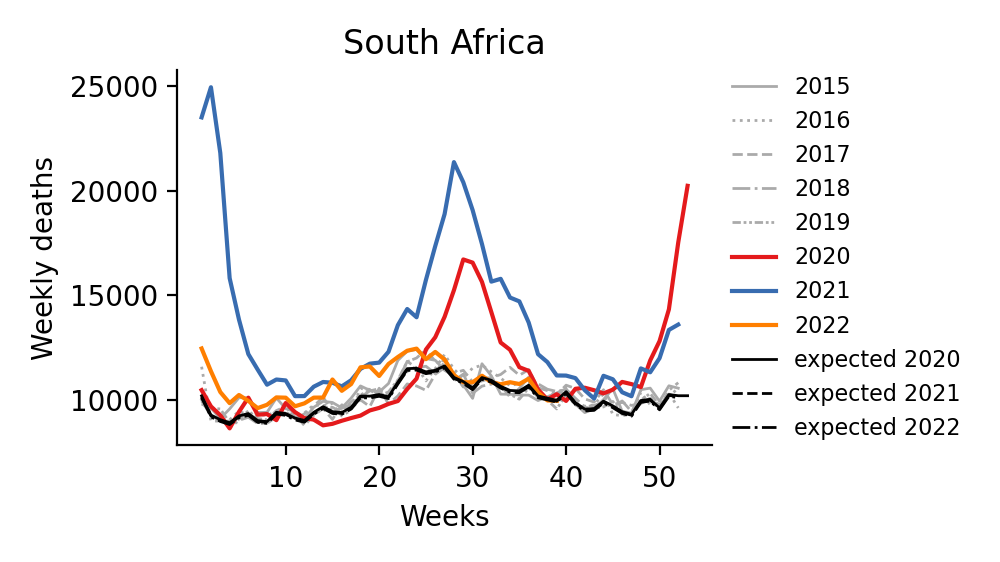 South Africa
Weekly deaths
25000
20000
15000
10000
10 20 30 40 50
Weeks
2015
2016
2017
2018
2019
2020
2021
2022
expected 2020
expected 2021
expected 2022